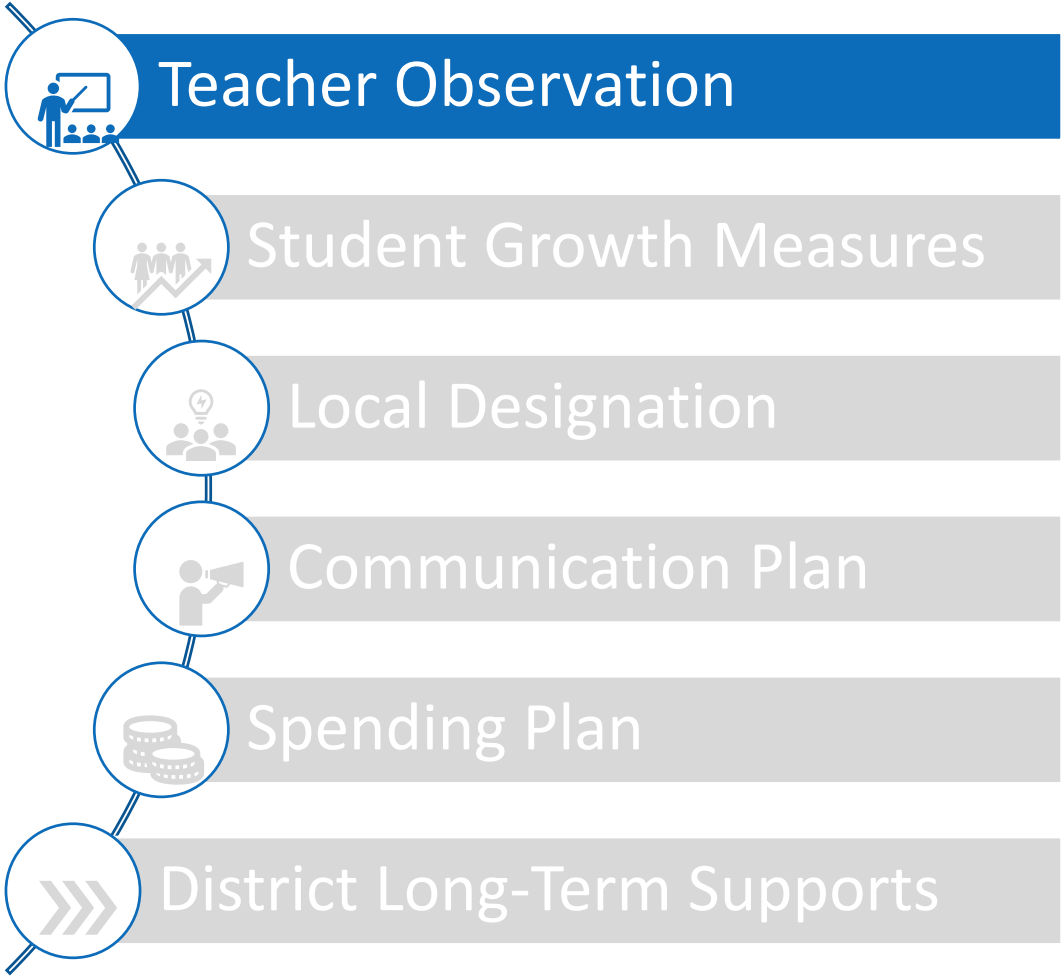 Teacher Observation
Student Growth Measures
Local Designation
Communication Plan
Spending Plan
District Long-Term Supports